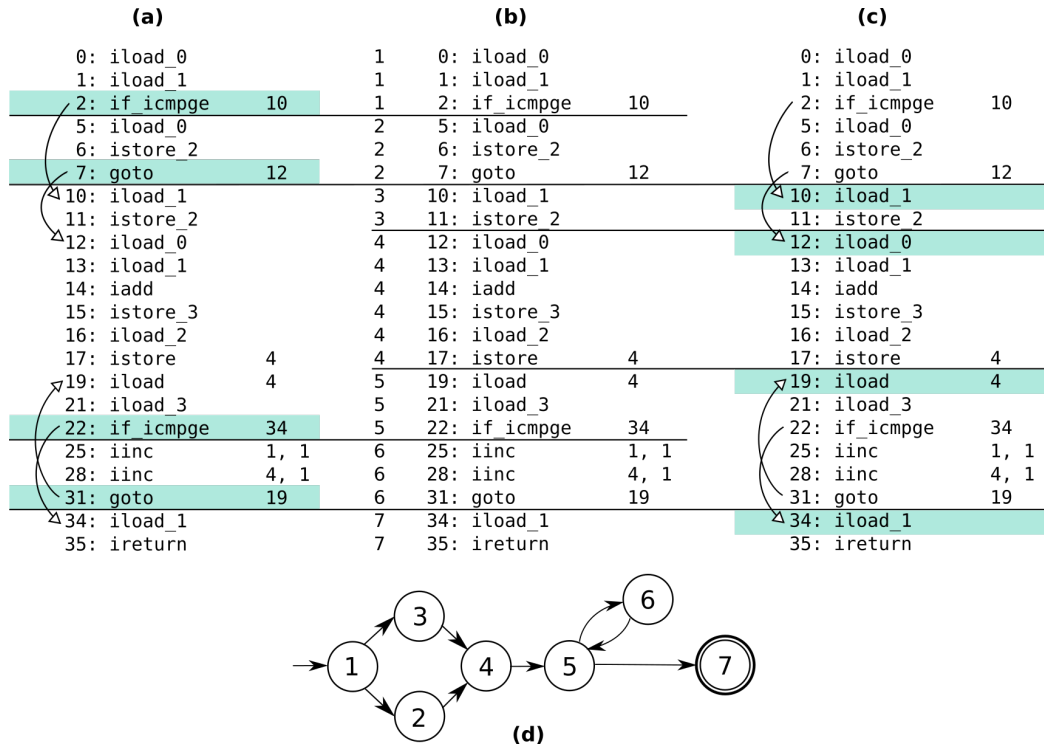 (a) (b) (c)
0: iload_0 1 0: iload_0 0: iload_0
1: iload_1 1 1: iload_1 1: iload_1
2: if_icmpge 10 1 2: if_icmpge 10 2: if_icmpge 10
5: iload_0 2 5: iload_0 5: iload_0
6: istore_2 2 6: istore_2 6: istore_2
7: goto 12 2 7: goto 12 7: goto 12
10: iload_1 3 10: iload_1 10: iload_1
11: istore_2 3 11: istore_2 11: istore_2
12: iload_0 4 12: iload_0 12: iload_0
13: iload_1 4 13: iload_1 13: iload_1
14: iadd 4 14: iadd 14: iadd
15: istore_3 4 15: istore_3 15: istore_3
16: iload_2 4 16: iload_2 16: iload_2
17: istore 4 4 17: istore 4 17: istore 4
19: iload 4 5 19: iload 4 19: iload 4
21: iload_3 5 21: iload_3 21: iload_3
22: if_icmpge 34 5 22: if_icmpge 34 22: if_icmpge 34
25: iinc 1, 1 6 25: iinc 1, 1 25: iinc 1, 1
28: iinc 4, 1 6 28: iinc 4, 1 28: iinc 4, 1
31: goto 19 6 31: goto 19 31: goto 19
34: iload_1 7 34: iload_1 34: iload_1
35: ireturn 7 35: ireturn 35: ireturn
6
3
1 4 5 7
2
(d)